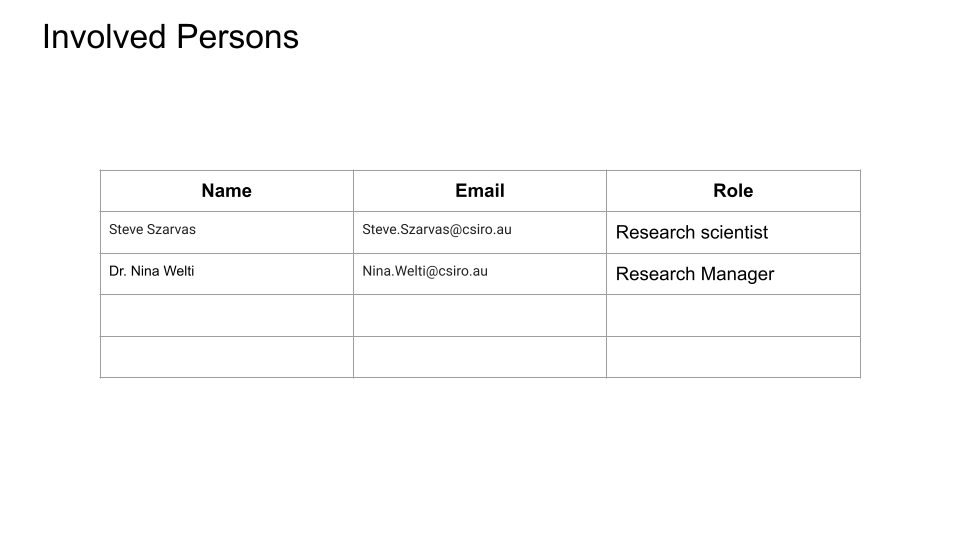 Involved Persons
Name Email Role
Steve Szarvas Steve.Szarvas@csiro.au Research scientist
Dr. Nina Welti Nina.Welti@csiro.au Research Manager